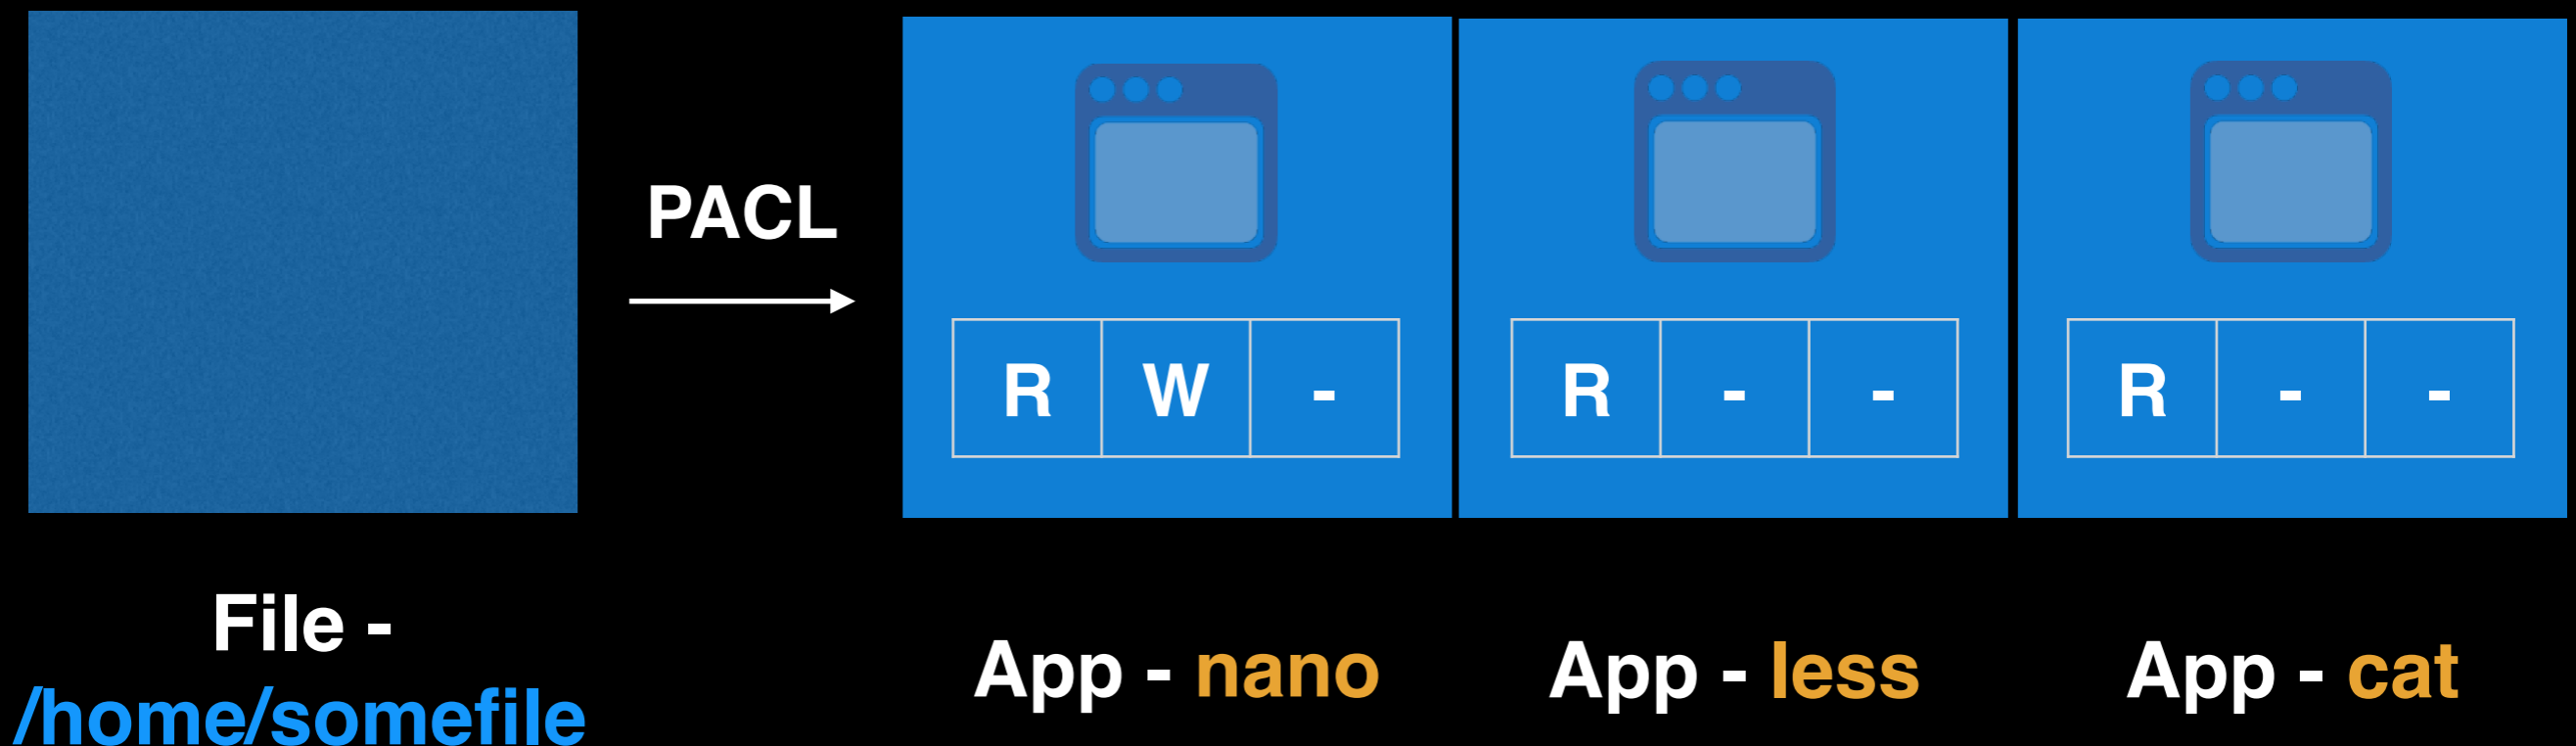 PACL
R W -
R - -
R - -
File -
/home/somefile
App - nano
App - less
App - cat